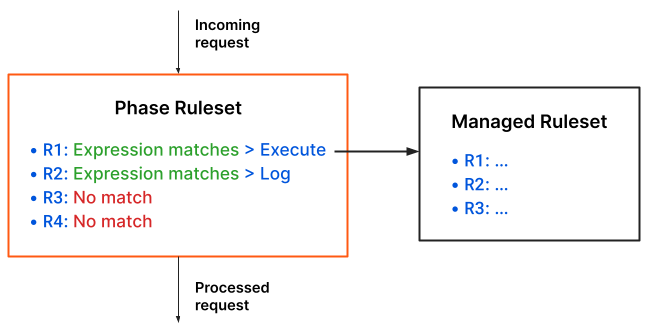 Incoming
request
Phase Ruleset
• R1: Expression matches > Execute
• R2: Expression matches > Log
• R3: No match
• R4: No match
Managed Ruleset
• R1: ...
• R2: ...
• R3: ...
Processed
request